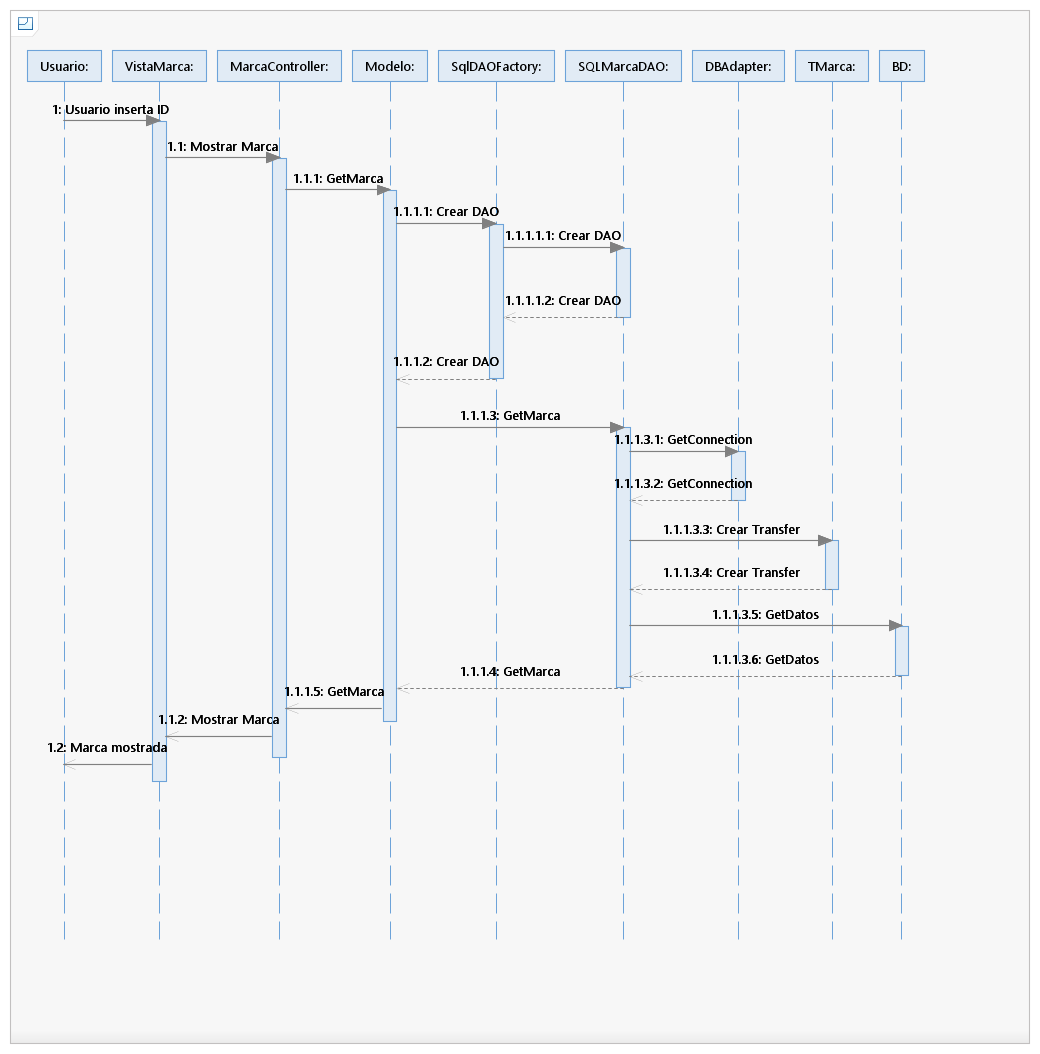 Usuario:
VistaMarca:
MarcaController:
Modelo:
SqlDAOFactory:
SQLMarcaDAO:
DBAdapter:
TMarca:
BD:
1: Usuario inserta ID
1.1: Mostrar Marca
1.1.1: GetMarca
1.1.1.1: Crear DAO
1.1.1.1.1: Crear DAO
1.1.1.1.2: Crear DAO
1.1.1.2: Crear DAO
1.1.1.3: GetMarca
1.1.1.3.1: GetConnection
1.1.1.3.2: GetConnection
1.1.1.3.3: Crear Transfer
1.1.1.3.4: Crear Transfer
1.1.1.3.5: GetDatos
1.1.1.3.6: GetDatos
1.1.1.4: GetMarca
1.1.1.5: GetMarca
1.1.2: Mostrar Marca
1.2: Marca mostrada